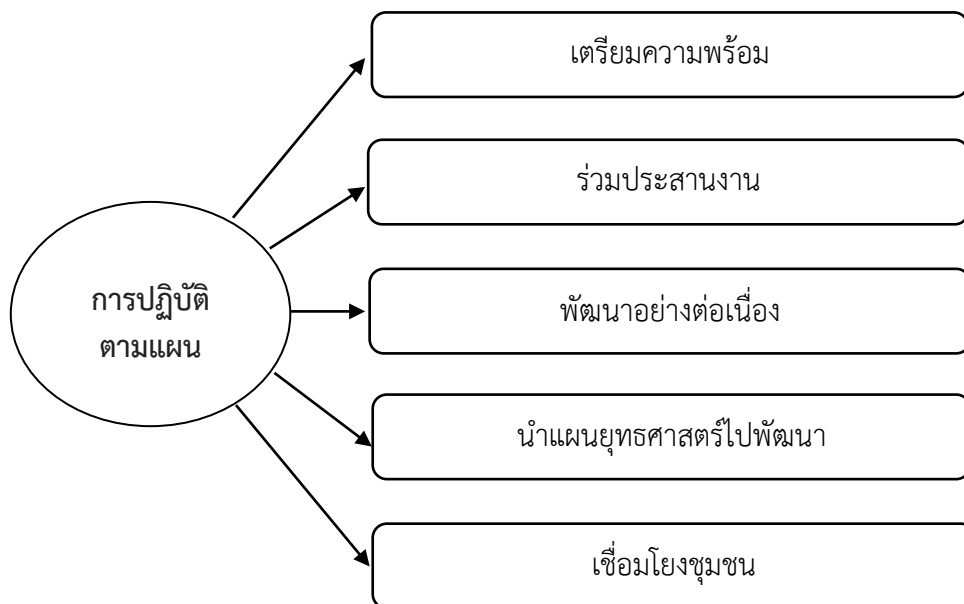 เตรียมความพร้อม
ร่วมประสานงาน
การปฏิบัติ
ตามแผน
พัฒนาอย่างต่อเนื่อง
นำแผนยุทธศาสตร์ไปพัฒนา
เชื่อมโยงชุมชน